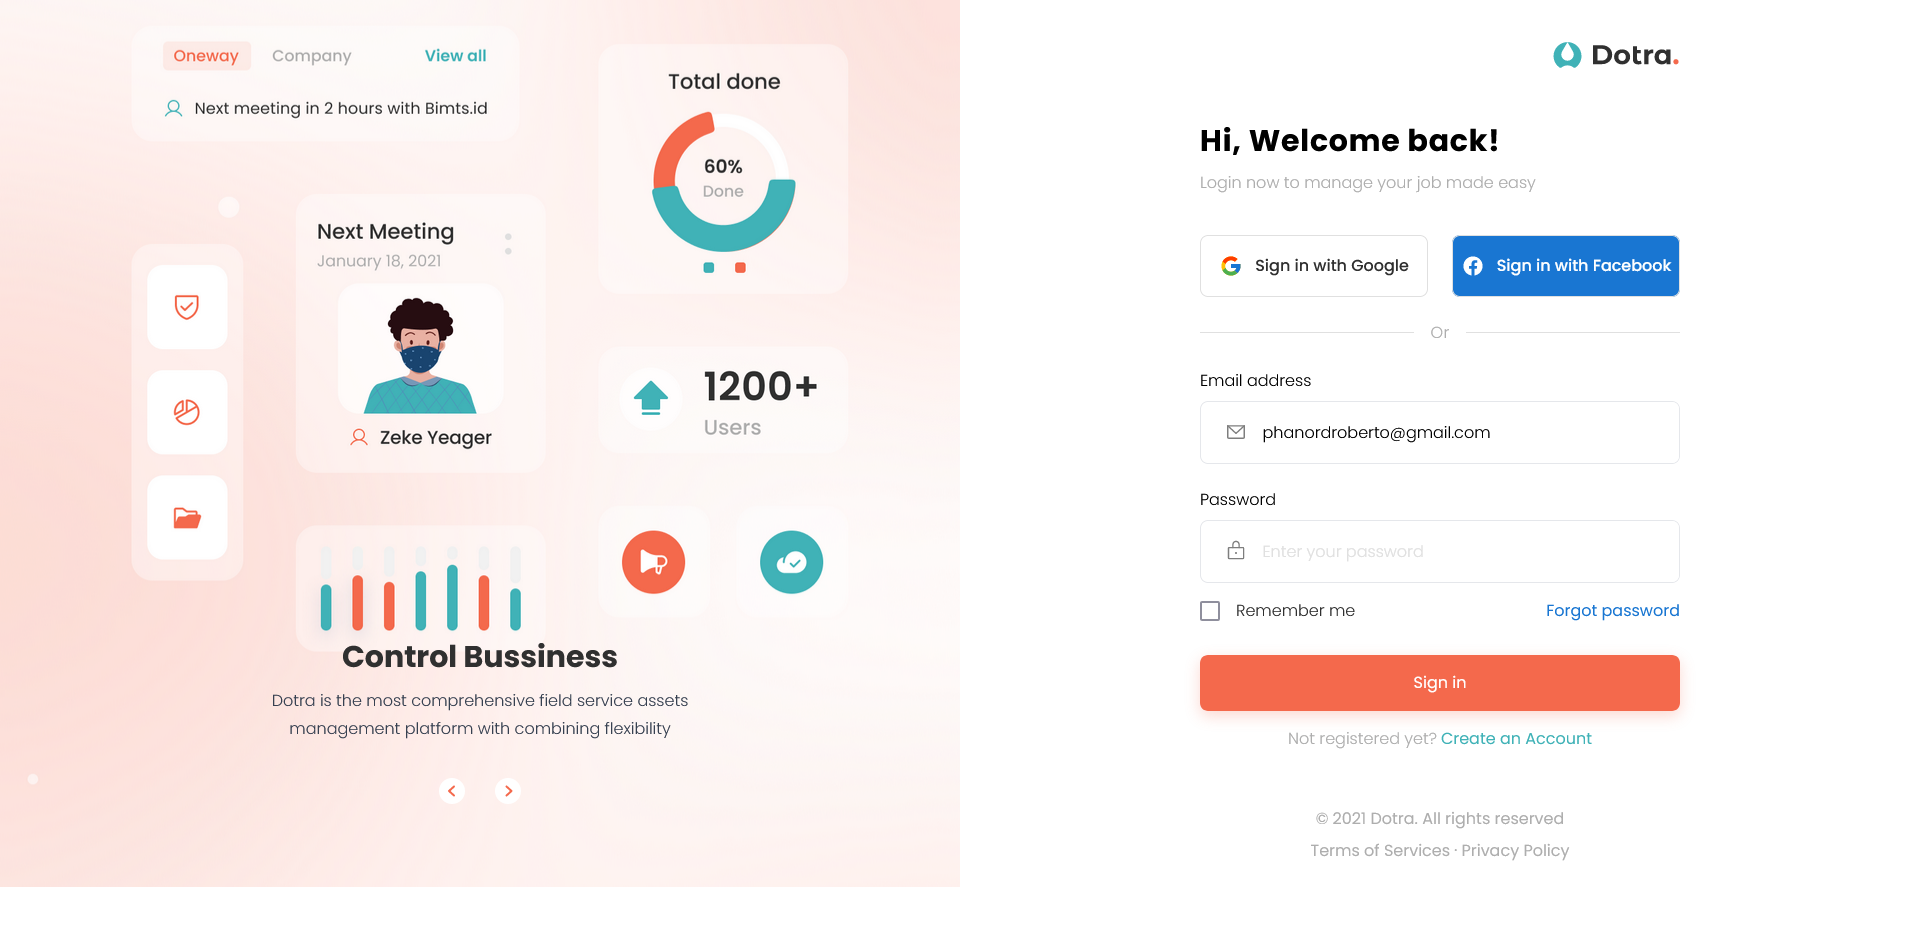 Oneway Company View all
Next meeting in 2 hours with Bimts.id
Total done
60%
Done
Next Meeting
January 18, 2021
Zeke Yeager
1200+
Users
Control Bussiness
Dotra is the most comprehensive field service assets
management platform with combining flexibility
Dotra.
Hi, Welcome back!
Login now to manage your job made easy
Sign in with Google Sign in with Facebook
Or
Email address
phanordroberto@gmail.com
Password
Enter your password
Remember me Forgot password
Sign in
Not registered yet? Create an Account
© 2021 Dotra. All rights reserved
Terms of Services · Privacy Policy